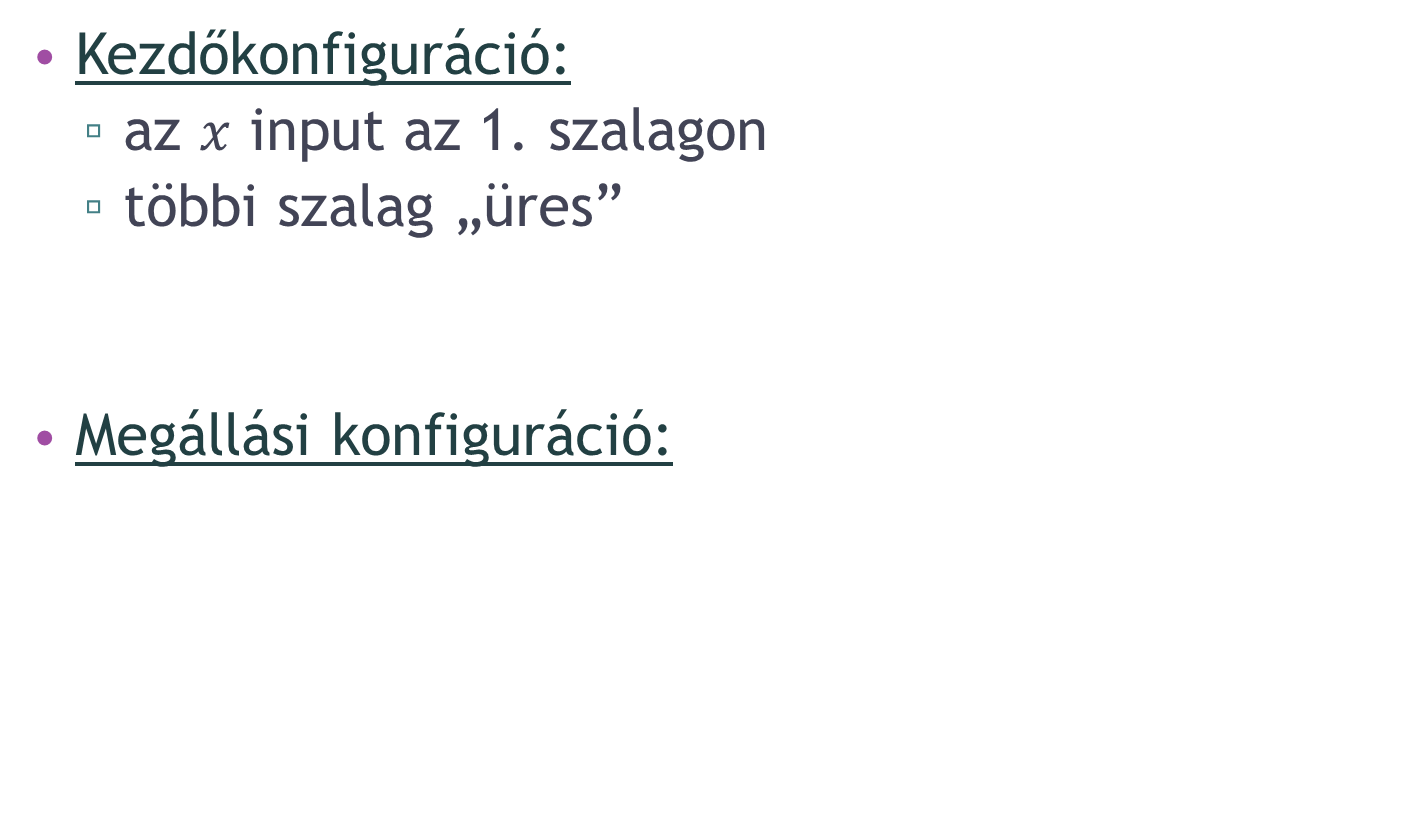 • Kezdőkonfiguráció:
▫ az 𝑥 input az 1. szalagon
▫ többi szalag „üres”
• Megállási konfiguráció: